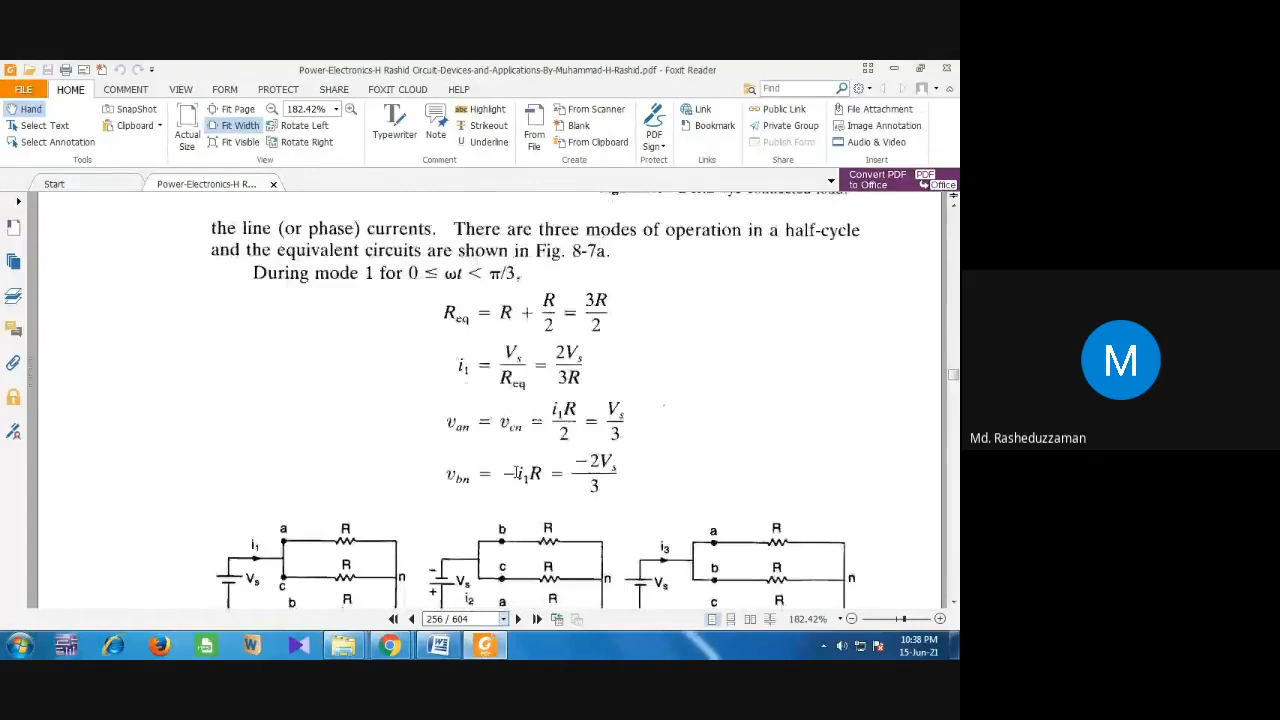 Power-Electronics-H Rashid Circuit-Devices-and-Applications-By-Muhammad-H-Rashid.pdf - Foxit Reader
FILE HOME COMMENT VIEW FORM PROTECT SHARE FOXIT CLOUD HELP
Find
Hand SnapShot
Select Text Clipboard
Select Annotation
Tools
Actual Size
Fit Page 182.42%
Fit Width Rotate Left
Fit Visible Rotate Right
View
Typewriter Note
Highlight
Strikeout
Underline
Comment
From File
From Scanner
Blank
From Clipboard
Create
PDF Sign
Protect
Link
Bookmark
Links
Public Link
Private Group
Publish Form
Share
File Attachment
Image Annotation
Audio & Video
Insert
Start Power-Electronics-H R...
Convert PDF to Office PDF Office
the line (or phase) currents. There are three modes of operation in a half-cycle
and the equivalent circuits are shown in Fig. 8-7a.
During mode 1 for 0 ≤ ωt < π/3,
R_eq = R + R/2 = 3R/2
i_1 = V_s/R_eq = 2V_s/3R
v_an = v_cn = i_1R/2 = V_s/3
v_bn = −i_1R = −2V_s/3
a R b R a R
i_1 i_3
R R R
V_s c n − V_s c n V_s b n
b R + i_2 a R c R
256 / 604 182.42%
10:38 PM
15-Jun-21
M
Md. Rasheduzzaman